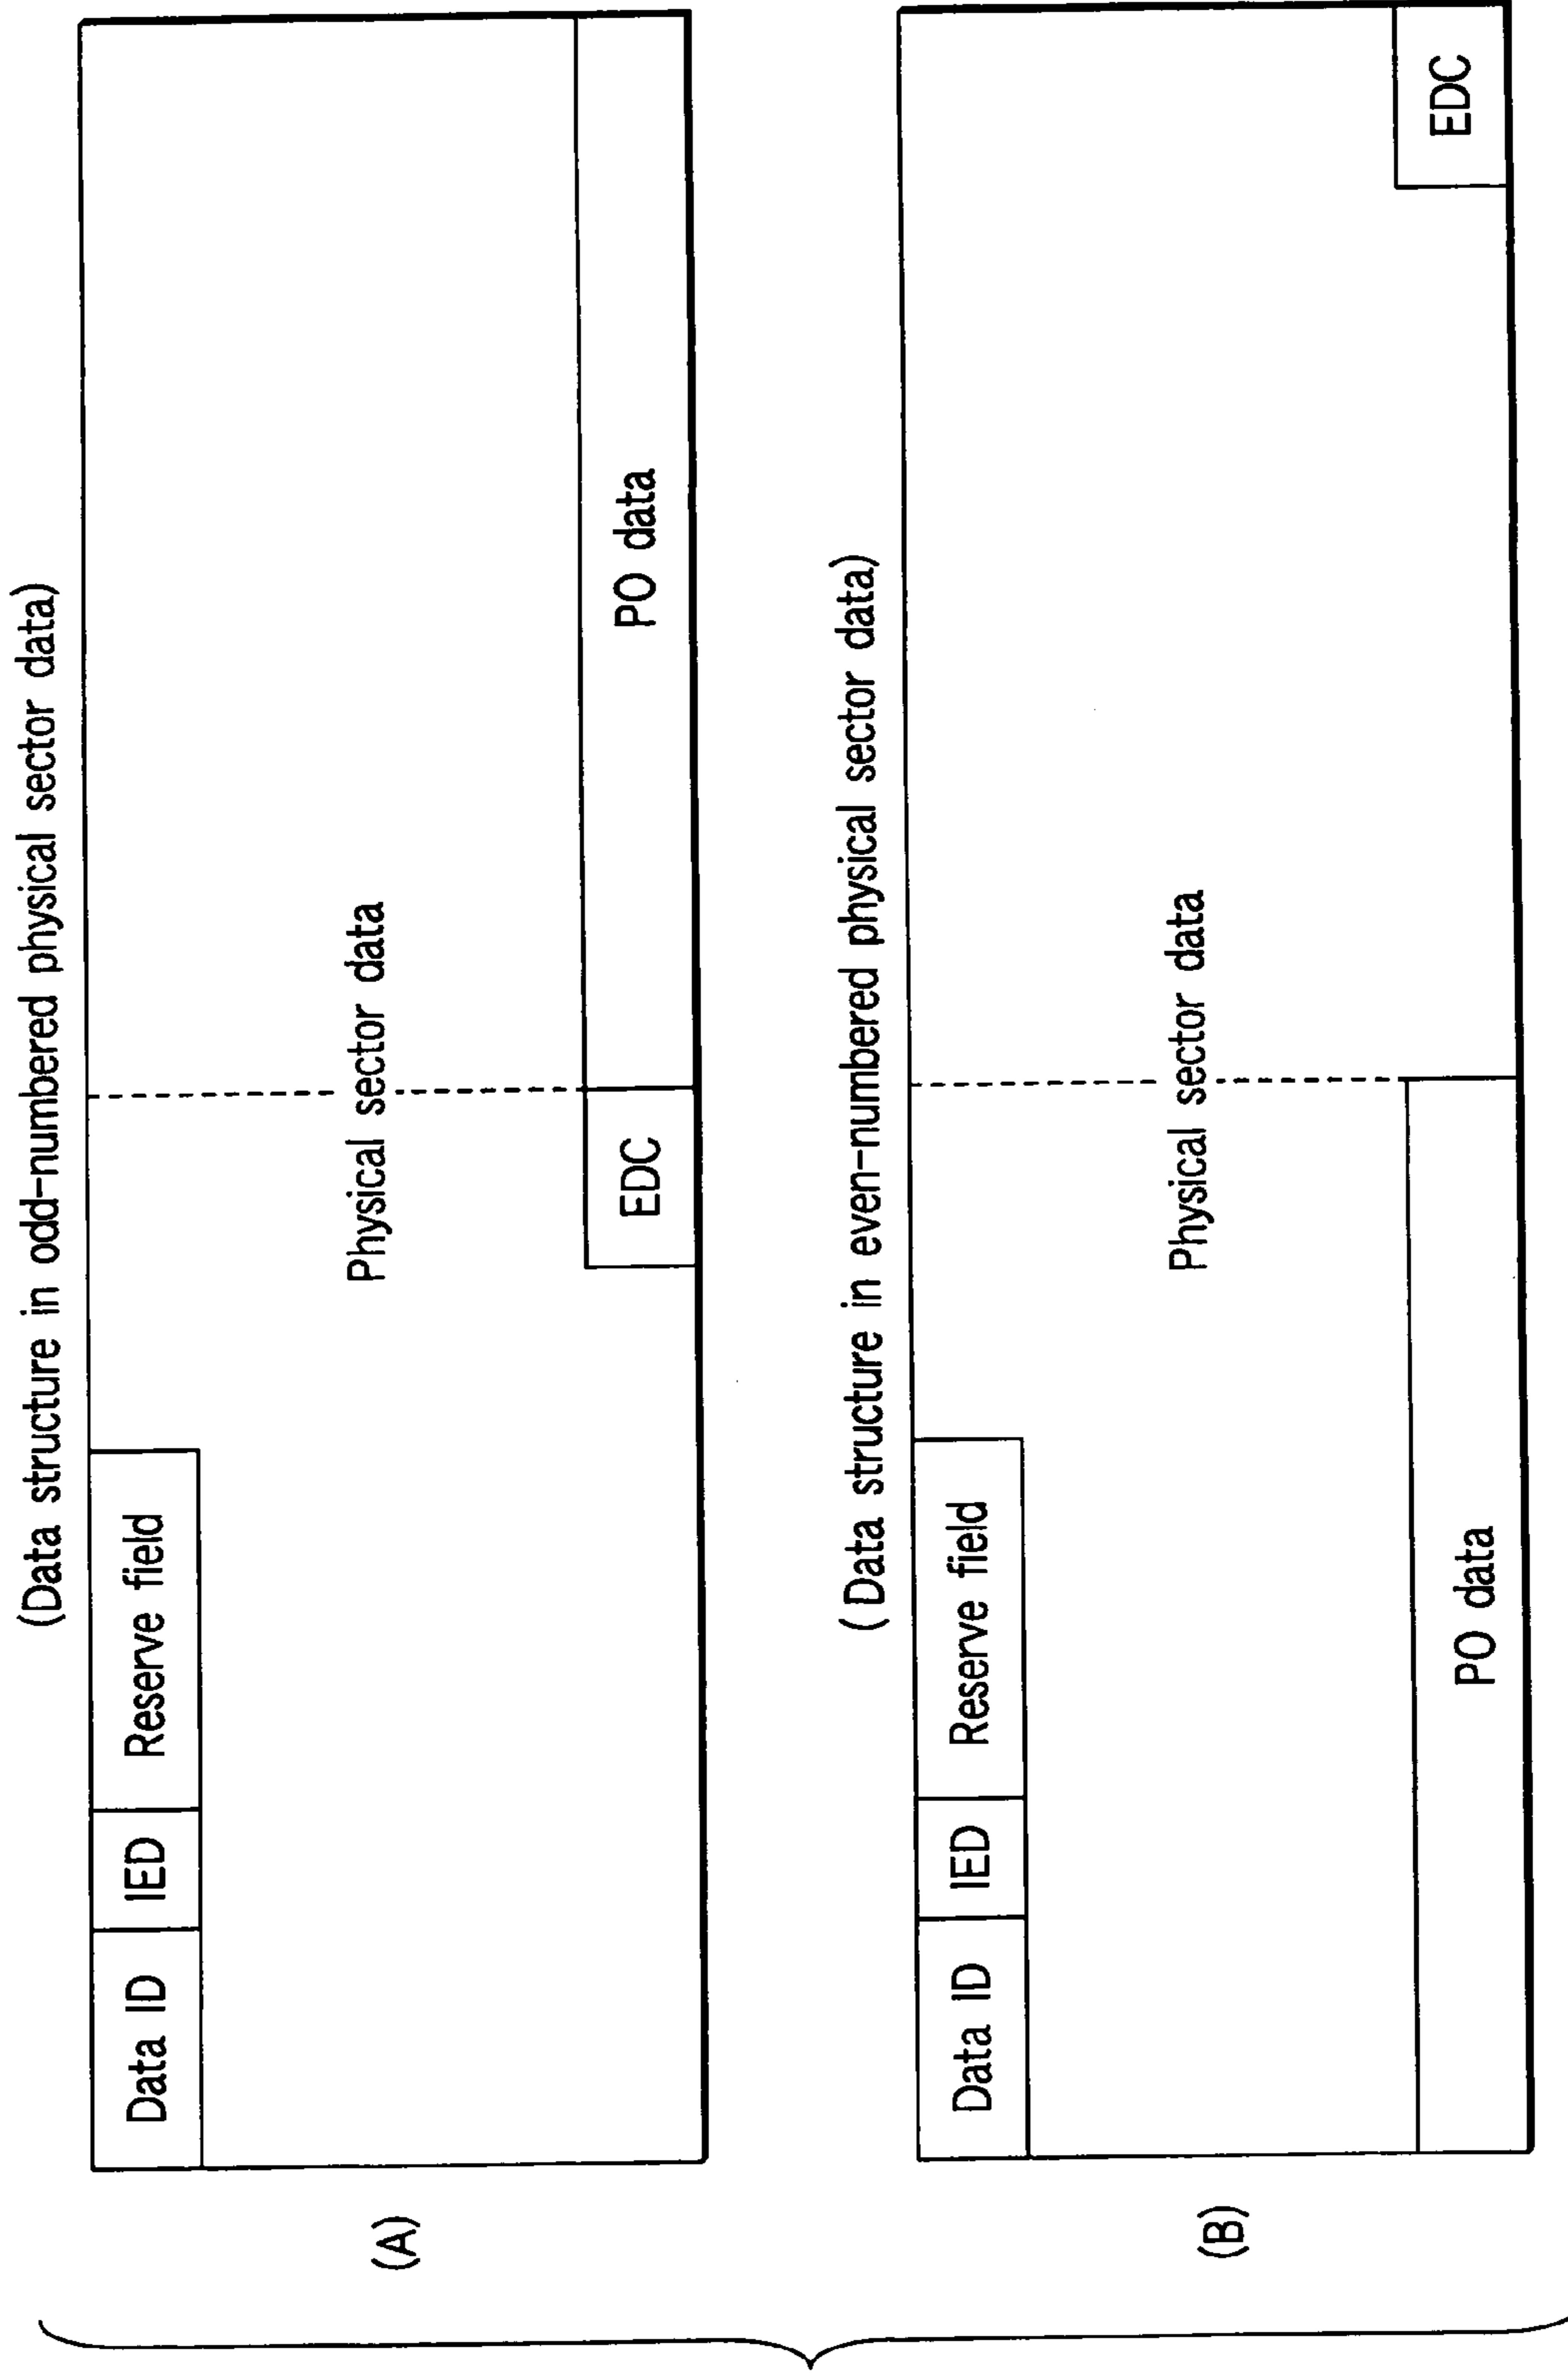 (Data structure in odd-numbered physical sector data)
(A)
Data ID
IED
Reserve field
Physical sector data
EDC
PO data
(Data structure in even-numbered physical sector data)
(B)
Data ID
IED
Reserve field
Physical sector data
PO data
EDC